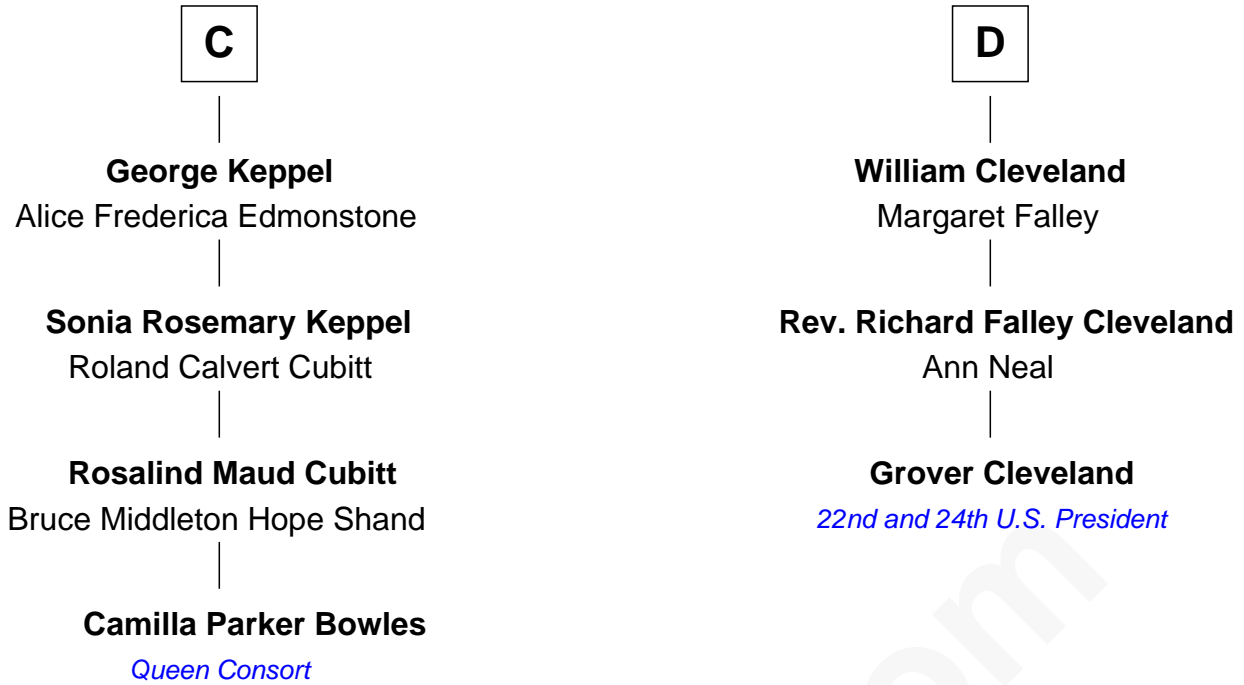 C
George Keppel
Alice Frederica Edmonstone
Sonia Rosemary Keppel
Roland Calvert Cubitt
Rosalind Maud Cubitt
Bruce Middleton Hope Shand
Camilla Parker Bowles
Queen Consort
D
William Cleveland
Margaret Falley
Rev. Richard Falley Cleveland
Ann Neal
Grover Cleveland
22nd and 24th U.S. President
om